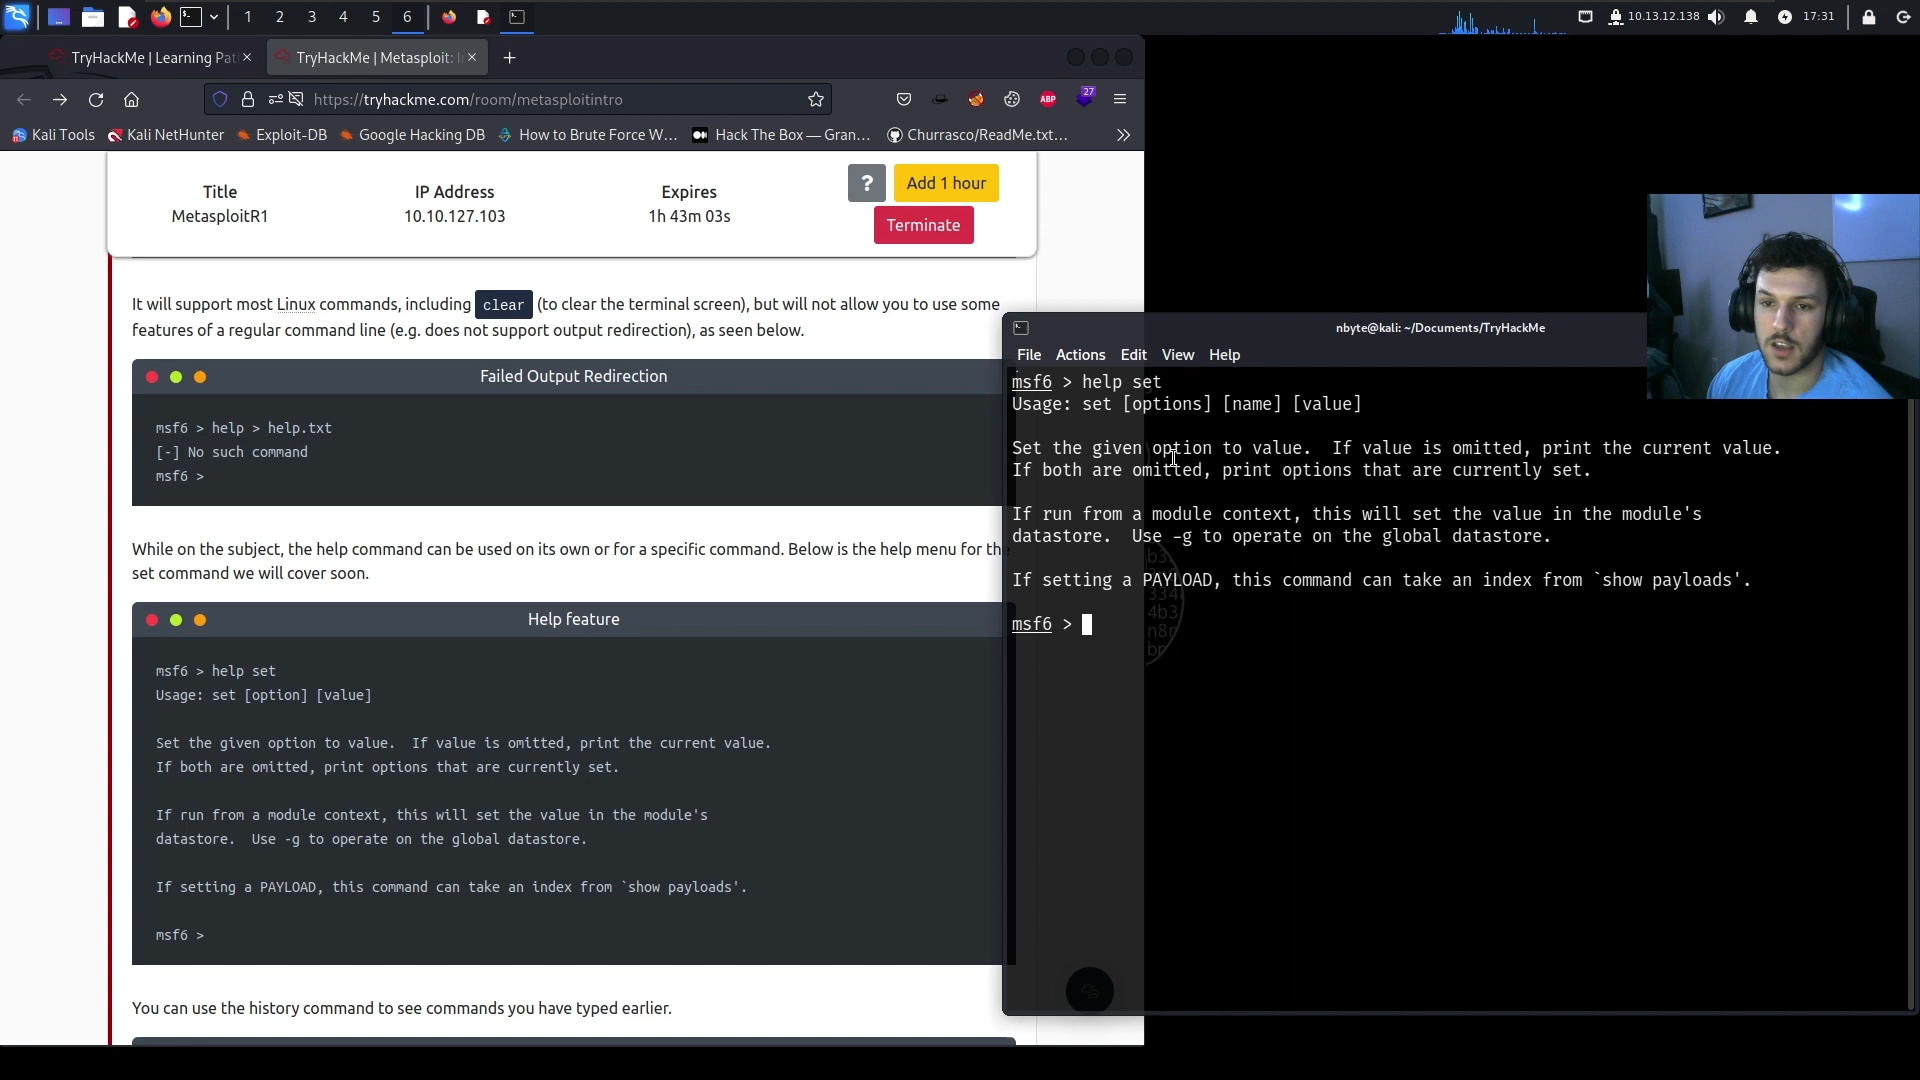 1 2 3 4 5 6
10.13.12.138
17:31
TryHackMe | Learning Pat
TryHackMe | Metasploit: I
https://tryhackme.com/room/metasploitintro
ABP
27
Kali Tools
Kali NetHunter
Exploit-DB
Google Hacking DB
How to Brute Force W...
Hack The Box — Gran...
Churrasco/ReadMe.txt...
Title
MetasploitR1
IP Address
10.10.127.103
Expires
1h 43m 03s
?
Add 1 hour
Terminate
It will support most Linux commands, including clear (to clear the terminal screen), but will not allow you to use some
features of a regular command line (e.g. does not support output redirection), as seen below.
Failed Output Redirection
msf6 > help > help.txt
[-] No such command
msf6 >
While on the subject, the help command can be used on its own or for a specific command. Below is the help menu for the
set command we will cover soon.
Help feature
msf6 > help set
Usage: set [option] [value]
Set the given option to value.  If value is omitted, print the current value.
If both are omitted, print options that are currently set.
If run from a module context, this will set the value in the module's
datastore.  Use -g to operate on the global datastore.
If setting a PAYLOAD, this command can take an index from `show payloads'.
msf6 >
You can use the history command to see commands you have typed earlier.
nbyte@kali: ~/Documents/TryHackMe
File Actions Edit View Help
msf6 > help set
Usage: set [options] [name] [value]
Set the given option to value.  If value is omitted, print the current value.
If both are omitted, print options that are currently set.
If run from a module context, this will set the value in the module's
datastore.  Use -g to operate on the global datastore.
If setting a PAYLOAD, this command can take an index from `show payloads'.
msf6 >